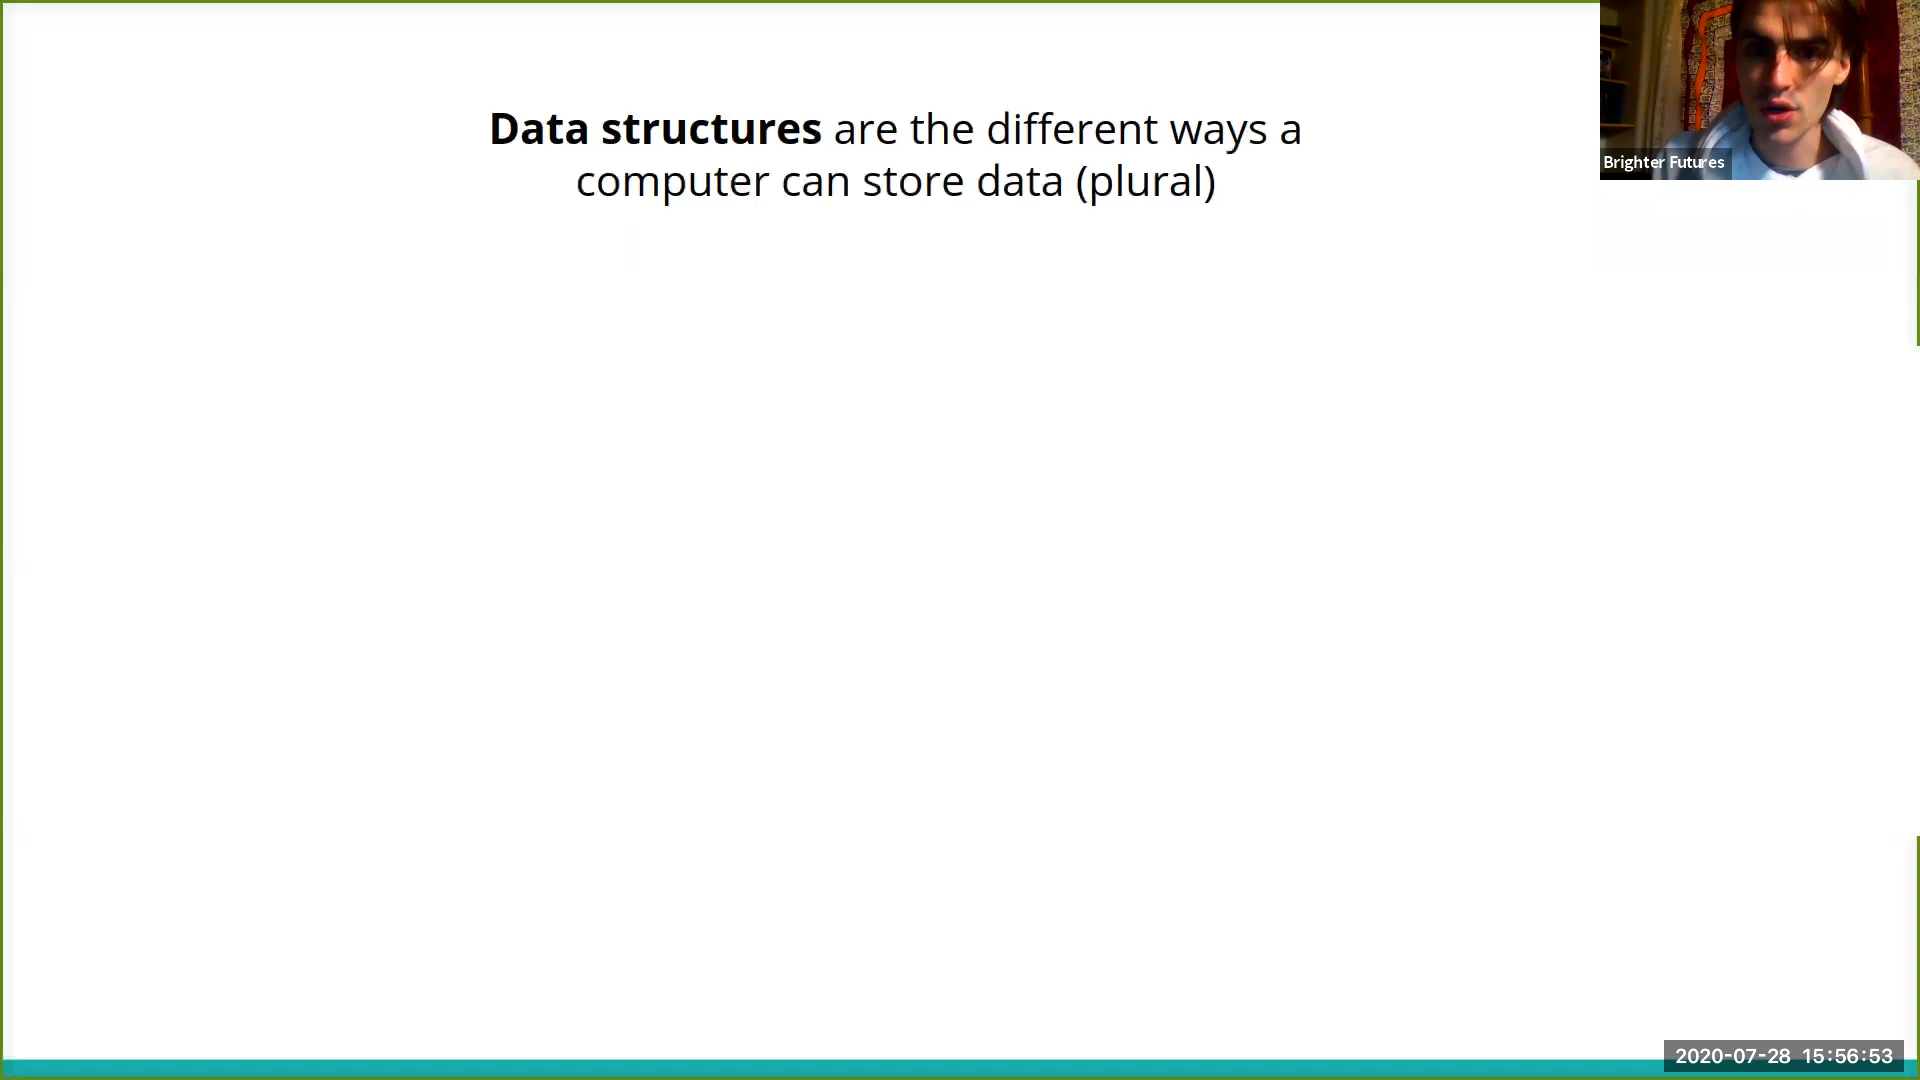 Data structures are the different ways a
computer can store data (plural)
Brighter Futures
2020-07-28 15:56:53